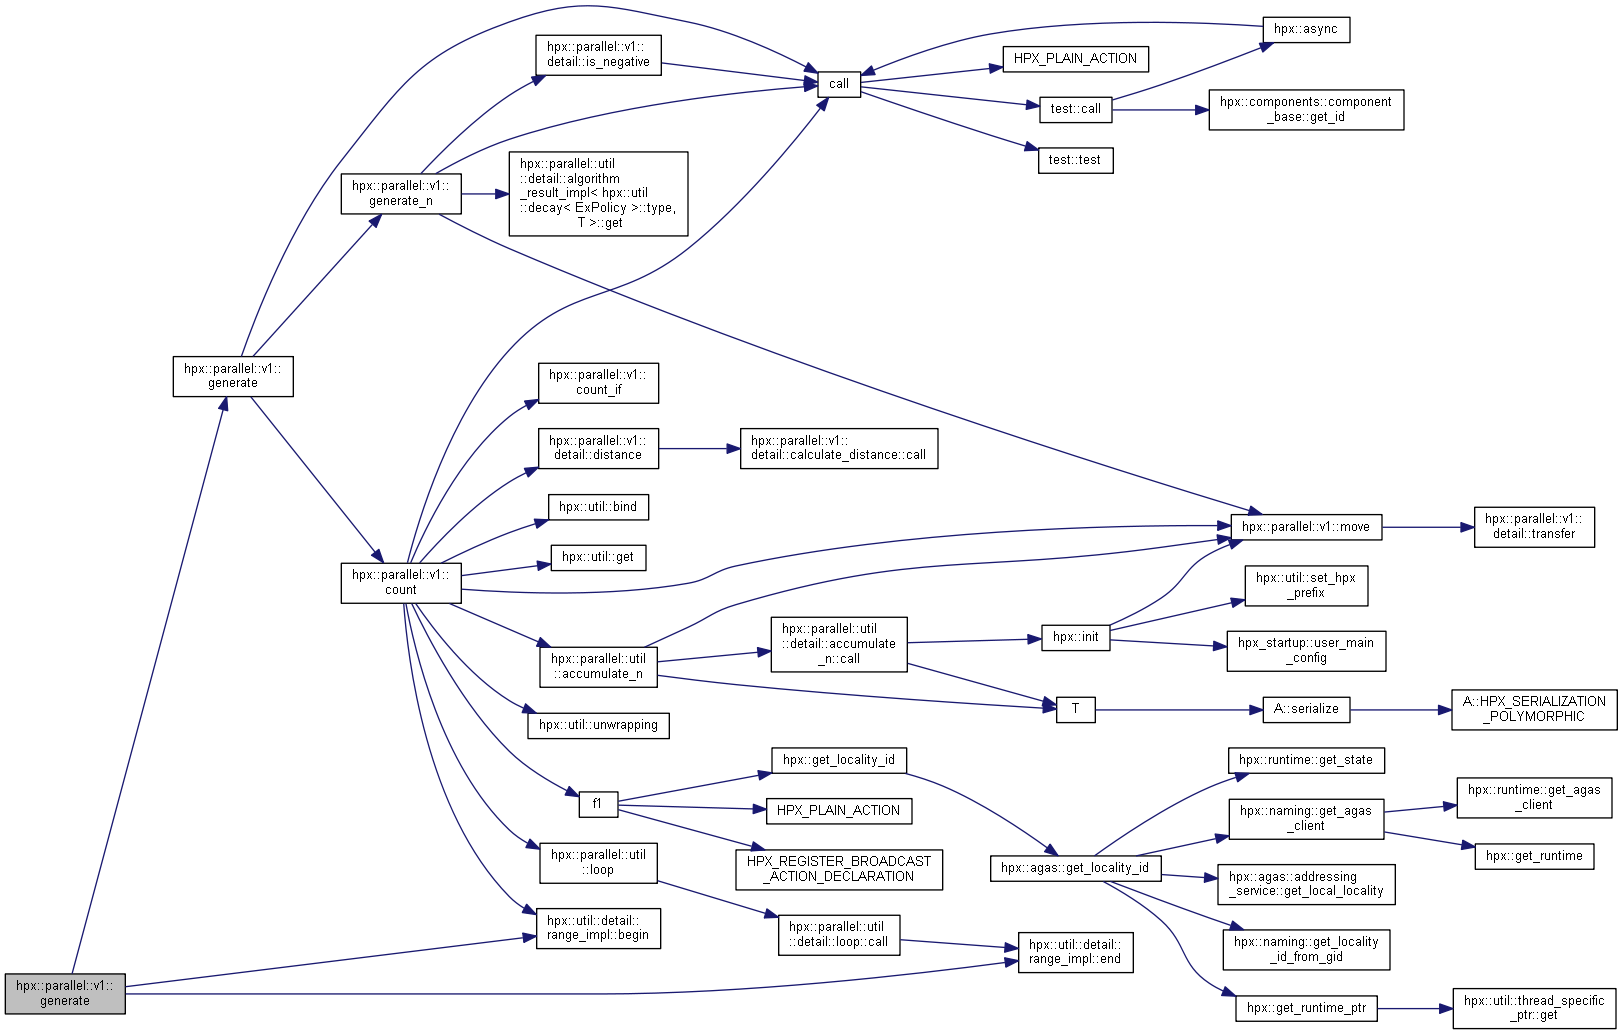 hpx::parallel::v1::
generate
hpx::parallel::v1::
generate
hpx::parallel::v1::
generate_n
hpx::parallel::v1::
count
hpx::parallel::v1::
detail::is_negative
hpx::parallel::util
::detail::algorithm
_result_impl< hpx::util
::decay< ExPolicy >::type,
T >::get
hpx::parallel::v1::
count_if
hpx::parallel::v1::
detail::distance
hpx::util::bind
hpx::util::get
hpx::parallel::util
::accumulate_n
hpx::util::unwrapping
f1
hpx::parallel::util
::loop
hpx::util::detail::
range_impl::begin
call
hpx::parallel::v1::
detail::calculate_distance::call
hpx::parallel::util
::detail::accumulate
_n::call
hpx::get_locality_id
HPX_PLAIN_ACTION
HPX_REGISTER_BROADCAST
_ACTION_DECLARATION
hpx::parallel::util
::detail::loop::call
HPX_PLAIN_ACTION
test::call
test::test
hpx::init
T
hpx::agas::get_locality_id
hpx::util::detail::
range_impl::end
hpx::async
hpx::components::component
_base::get_id
hpx::parallel::v1::move
hpx::util::set_hpx
_prefix
hpx_startup::user_main
_config
A::serialize
hpx::runtime::get_state
hpx::naming::get_agas
_client
hpx::agas::addressing
_service::get_local_locality
hpx::naming::get_locality
_id_from_gid
hpx::get_runtime_ptr
hpx::parallel::v1::
detail::transfer
A::HPX_SERIALIZATION
_POLYMORPHIC
hpx::runtime::get_agas
_client
hpx::get_runtime
hpx::util::thread_specific
_ptr::get